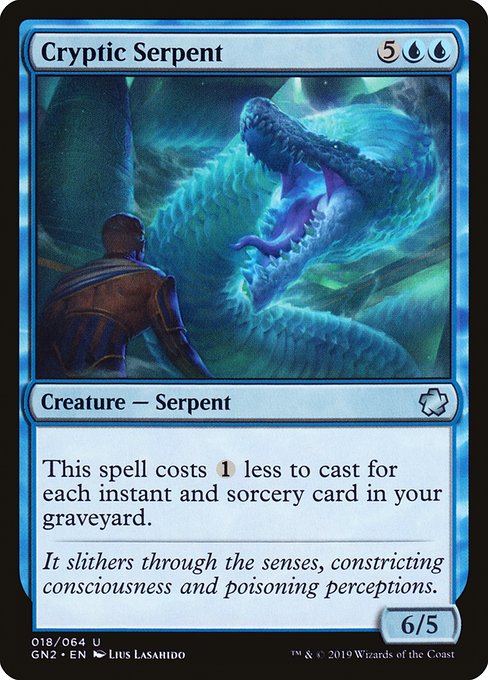 Cryptic Serpent 5
Creature — Serpent
This spell costs 1 less to cast for
each instant and sorcery card in your
graveyard.
It slithers through the senses, constricting
consciousness and poisoning perceptions.
6/5
018/064 U
GN2 • EN Lius Lasahido
™ & © 2019 Wizards of the Coast